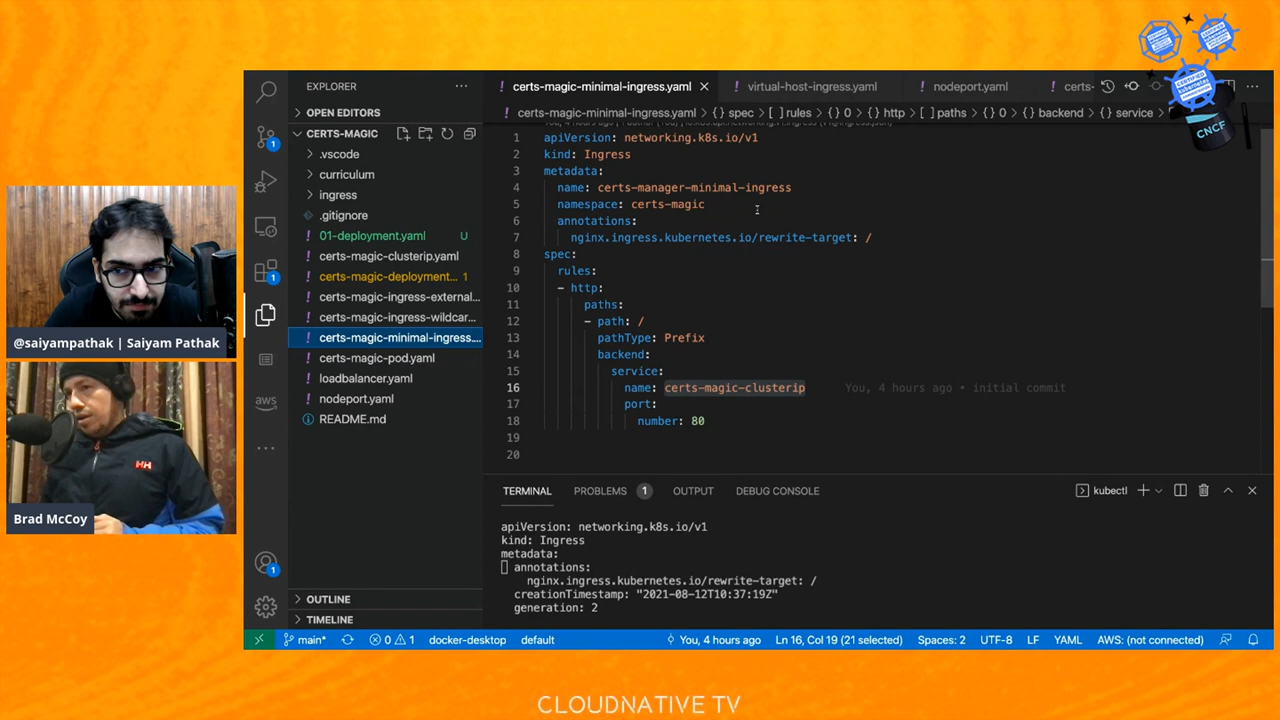 CNCF
@saiyampathak | Saiyam Pathak
Brad McCoy
EXPLORER
OPEN EDITORS
CERTS-MAGIC
.vscode
curriculum
ingress
.gitignore
01-deployment.yaml U
certs-magic-clusterip.yaml
certs-magic-deployment... 1
certs-magic-ingress-external...
certs-magic-ingress-wildcar...
certs-magic-minimal-ingress....
certs-magic-pod.yaml
loadbalancer.yaml
nodeport.yaml
README.md
OUTLINE
TIMELINE
certs-magic-minimal-ingress.yaml virtual-host-ingress.yaml nodeport.yaml certs-
certs-magic-minimal-ingress.yaml > {} spec > [ ] rules > {} 0 > {} http > [ ] paths > {} 0 > {} backend > {} service >
1 apiVersion: networking.k8s.io/v1
2 kind: Ingress
3 metadata:
4 name: certs-manager-minimal-ingress
5 namespace: certs-magic
6 annotations:
7 nginx.ingress.kubernetes.io/rewrite-target: /
8 spec:
9 rules:
10 - http:
11 paths:
12 - path: /
13 pathType: Prefix
14 backend:
15 service:
16 name: certs-magic-clusterip You, 4 hours ago • initial commit
17 port:
18 number: 80
19
20
TERMINAL PROBLEMS 1 OUTPUT DEBUG CONSOLE kubectl
apiVersion: networking.k8s.io/v1
kind: Ingress
metadata:
annotations:
nginx.ingress.kubernetes.io/rewrite-target: /
creationTimestamp: "2021-08-12T10:37:19Z"
generation: 2
main* 0 1 docker-desktop default You, 4 hours ago Ln 16, Col 19 (21 selected) Spaces: 2 UTF-8 LF YAML AWS: (not connected)
CLOUDNATIVE TV